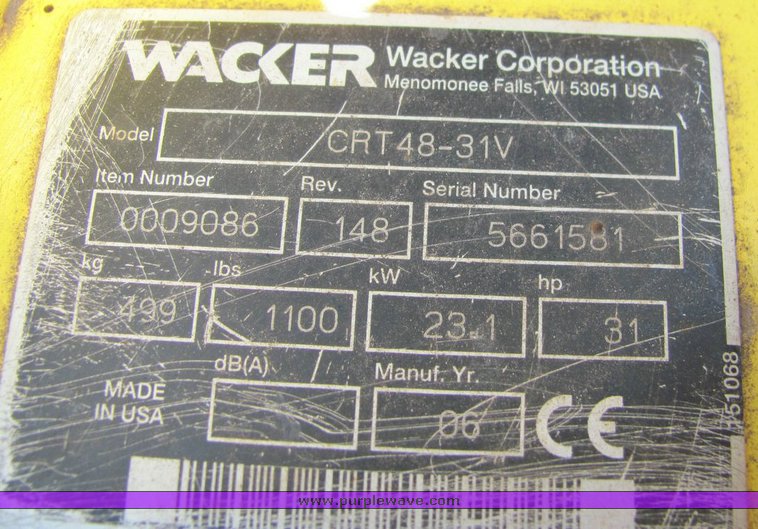 WACKER Wacker Corporation
Menomonee Falls, WI 53051 USA
Model CRT48-31V
Item Number Rev. Serial Number
0009086 148 5661581
kg lbs kW hp
499 1100 23.1 31
dB(A) Manuf. Yr.
MADE
IN USA
06 CE
151068
www.purplewave.com